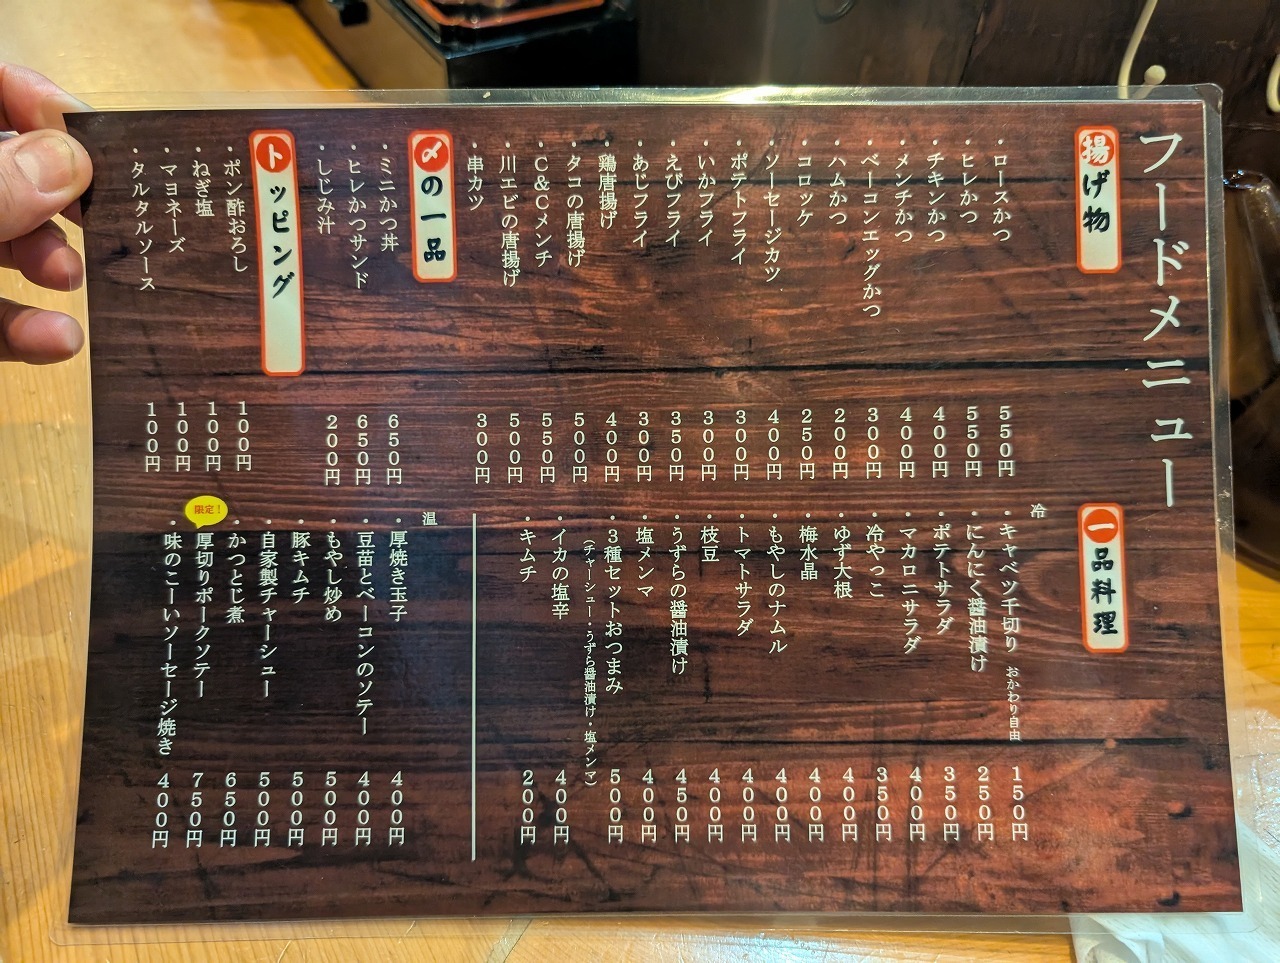 フードメニュー
揚げ物
・ロースかつ 550円
・ヒレかつ 550円
・チキンかつ 400円
・メンチかつ 400円
・ベーコンエッグかつ 300円
・ハムかつ 200円
・コロッケ 250円
・ソーセージカツ 400円
・ポテトフライ 300円
・いかフライ 300円
・えびフライ 350円
・あじフライ 300円
・鶏唐揚げ 400円
・タコの唐揚げ 500円
・C&Cメンチ 550円
・川エビの唐揚げ 500円
・串カツ 300円
〆の一品
・ミニかつ丼 650円
・ヒレかつサンド 650円
・しじみ汁 200円
トッピング
・ポン酢おろし 100円
・ねぎ塩 100円
・マヨネーズ 100円
・タルタルソース 100円
一品料理
冷
・キャベツ千切り おかわり自由 150円
・にんにく醤油漬け 250円
・ポテトサラダ 350円
・マカロニサラダ 400円
・冷やっこ 350円
・ゆず大根 400円
・梅水晶 400円
・もやしのナムル 400円
・トマトサラダ 400円
・枝豆 400円
・うずらの醤油漬け 450円
・塩メンマ 400円
・3種セットおつまみ 500円
(チャーシュー・うずら醤油漬け・塩メンマ)
・イカの塩辛 400円
・キムチ 200円
温
・厚焼き玉子 400円
・豆苗とベーコンのソテー 400円
・もやし炒め 500円
・豚キムチ 500円
・自家製チャーシュー 500円
・かつとじ煮 650円
限定!
厚切りポークソテー 750円
・味のこーいソーセージ焼き 400円